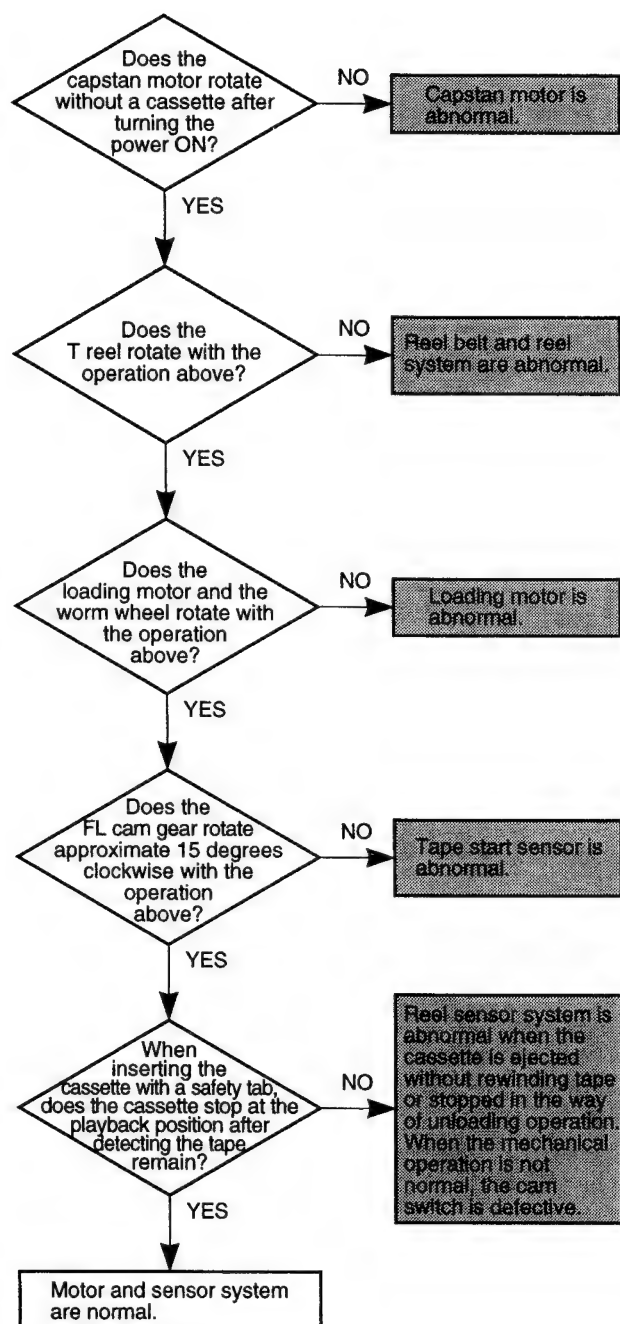 Does the
capstan motor rotate
without a cassette after
turning the
power ON?
NO
Capstan motor is
abnormal.
YES
Does the
T reel rotate with the
operation above?
NO
Reel belt and reel
system are abnormal.
YES
Does the
loading motor and the
worm wheel rotate with
the operation
above?
NO
Loading motor is
abnormal.
YES
Does the
FL cam gear rotate
approximate 15 degrees
clockwise with the
operation
above?
NO
Tape start sensor is
abnormal.
YES
When
inserting the
cassette with a safety tab,
does the cassette stop at the
playback position after
detecting the tape
remain?
NO
Reel sensor system is
abnormal when the
cassette is ejected
without rewinding tape
or stopped in the way
of unloading operation.
When the mechanical
operation is not
normal, the cam
switch is defective.
YES
Motor and sensor system
are normal.